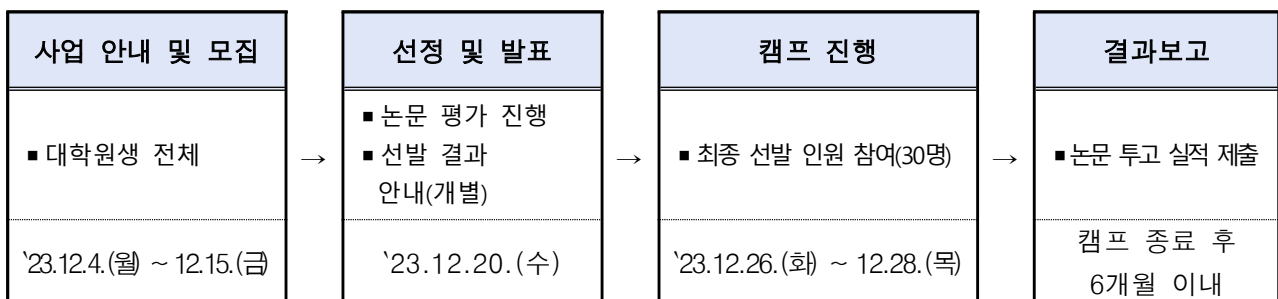 사업 안내 및 모집
■ 대학원생 전체
`23.12.4.(월) ~ 12.15.(금)
→
선정 및 발표
■ 논문 평가 진행
■ 선발 결과
안내(개별)
`23.12.20.(수)
→
캠프 진행
■ 최종 선발 인원 참여(30명)
`23.12.26.(화) ~ 12.28.(목)
→
결과보고
■ 논문 투고 실적 제출
캠프 종료 후
6개월 이내